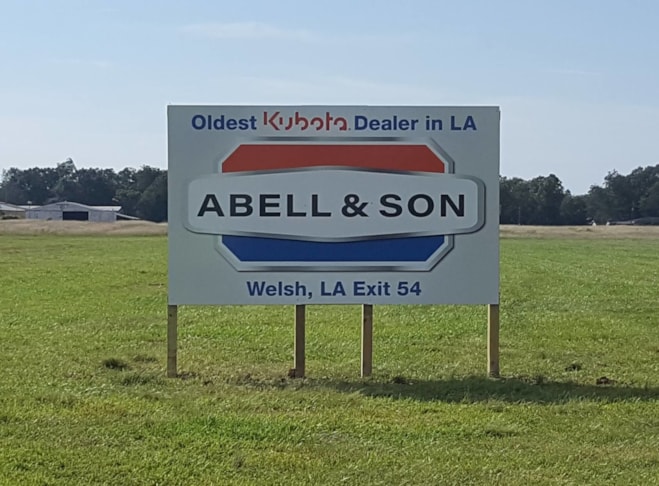 Oldest Kubota Dealer in LA
ABELL & SON
Welsh, LA Exit 54